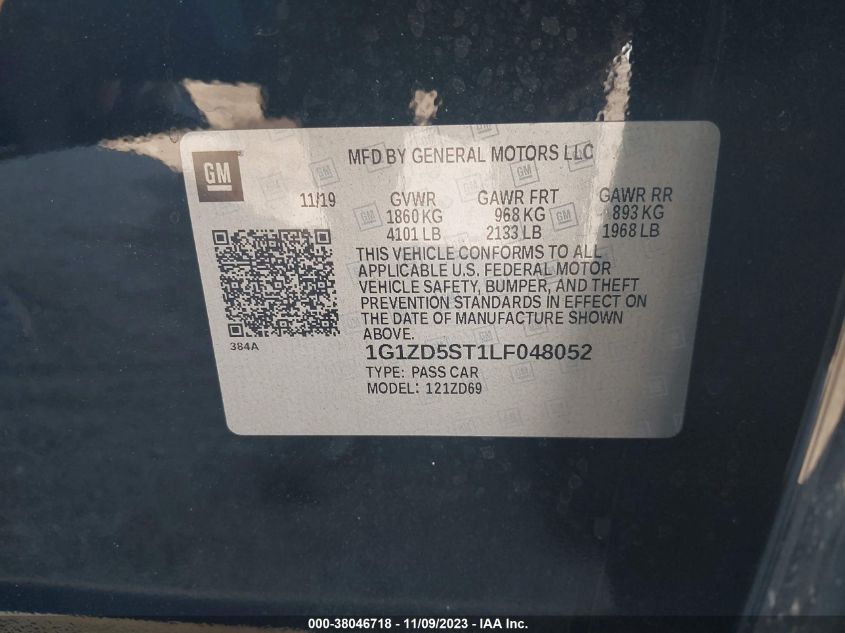 GM
MFD BY GENERAL MOTORS LLC
11/19 GVWR GAWR FRT GAWR RR
1860 KG 968 KG 893 KG
4101 LB 2133 LB 1968 LB
THIS VEHICLE CONFORMS TO ALL
APPLICABLE U.S. FEDERAL MOTOR
VEHICLE SAFETY, BUMPER, AND THEFT
PREVENTION STANDARDS IN EFFECT ON
THE DATE OF MANUFACTURE SHOWN
ABOVE.
384A
1G1ZD5ST1LF048052
TYPE: PASS CAR
MODEL: 121ZD69
000-38046718 - 11/09/2023 - IAA Inc.